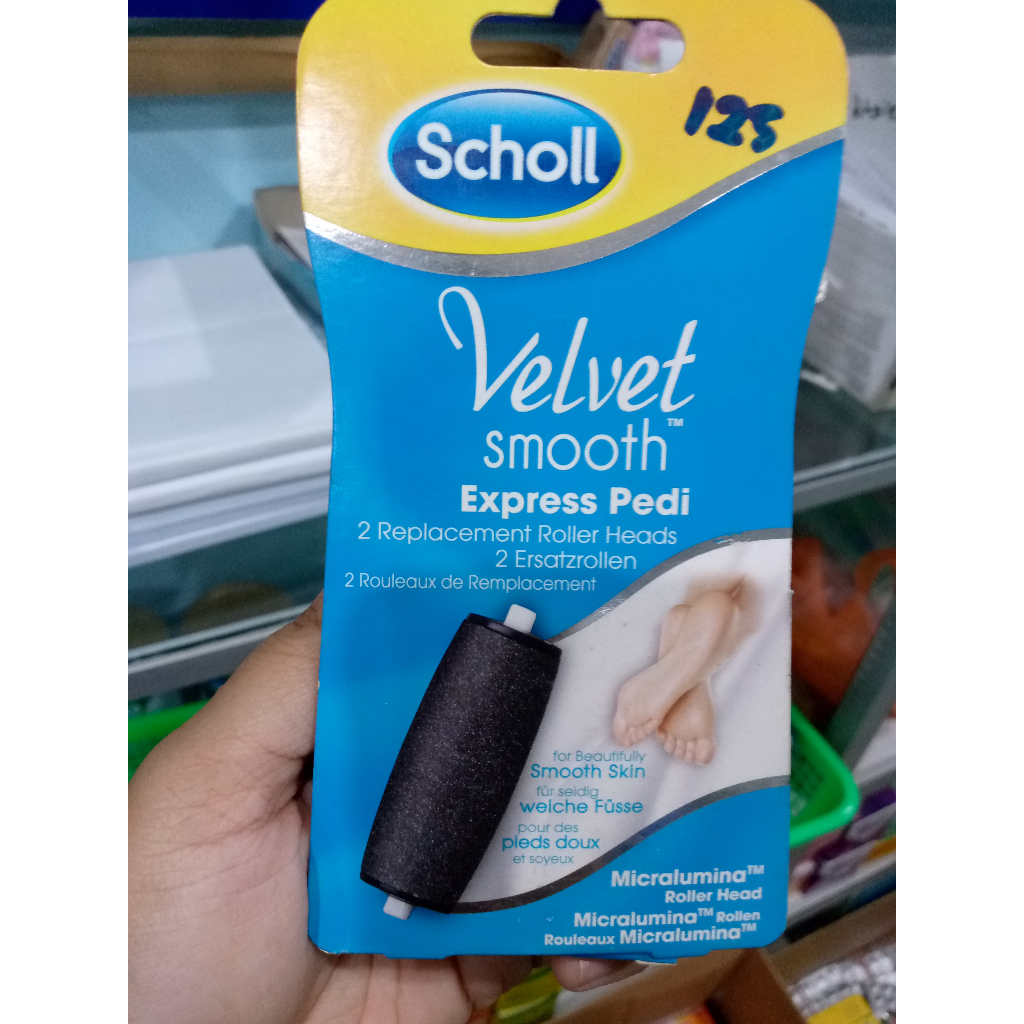 Scholl
125
Velvet
smooth™
Express Pedi
2 Replacement Roller Heads
2 Ersatzrollen
2 Rouleaux de Remplacement
for Beautifully
Smooth Skin
für seidig
weiche Füsse
pour des
pieds doux
et soyeux
Micralumina™
Roller Head
Micralumina™ Rollen
Rouleaux Micralumina™